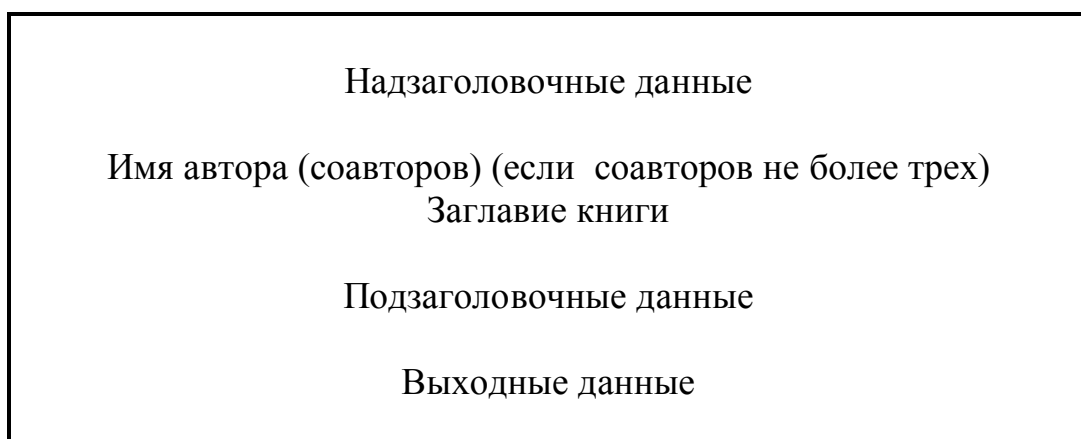 Надзаголовочные данные
Имя автора (соавторов) (если  соавторов не более трех)
Заглавие книги
Подзаголовочные данные
Выходные данные